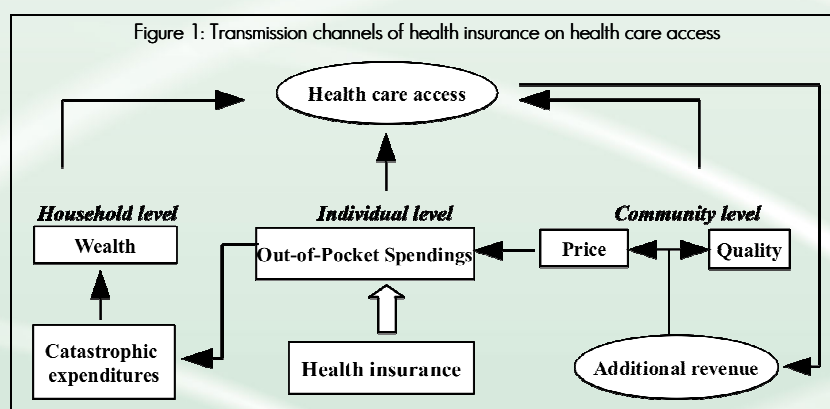 Figure 1: Transmission channels of health insurance on health care access
Health care access
Household level
Individual level
Community level
Wealth
Out-of-Pocket Spendings
Price
Quality
Catastrophic
expenditures
Health insurance
Additional revenue